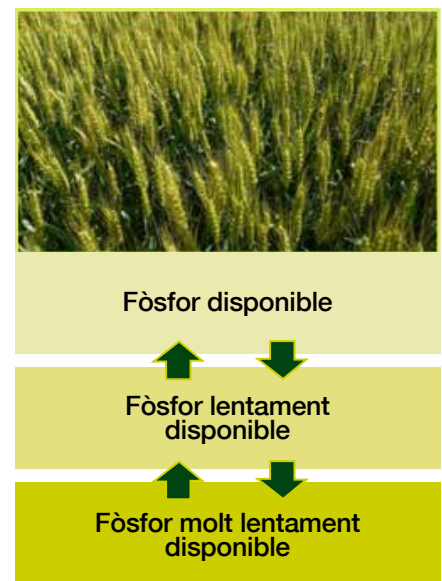 Fòsfor disponible
Fòsfor lentament
disponible
Fòsfor molt lentament
disponible